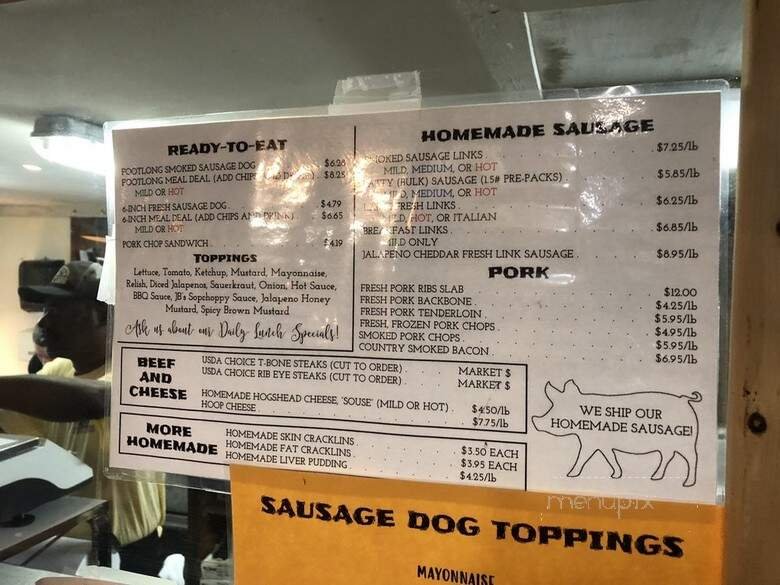 READY-TO-EAT
FOOTLONG SMOKED SAUSAGE DOG $6.25
FOOTLONG MEAL DEAL (ADD CHIPS $8.25
MILD OR HOT
6-INCH FRESH SAUSAGE DOG . $4.79
6-INCH MEAL DEAL (ADD CHIPS AND DRINK) . $6.65
MILD OR HOT
PORK CHOP SANDWICH . . . . . . $4.19
TOPPINGS
Lettuce, Tomato, Ketchup, Mustard, Mayonnaise,
Relish, Diced Jalapenos, Sauerkraut, Onion, Hot Sauce,
BBQ Sauce, JB's Sopchoppy Sauce, Jalapeno Honey
Mustard, Spicy Brown Mustard
Ask us about our Daily Lunch Specials!
HOMEMADE SAUSAGE
SMOKED SAUSAGE LINKS . . . . . $7.25/lb
MILD, MEDIUM, OR HOT
PATTY (BULK) SAUSAGE (1.5# PRE-PACKS) . . . $5.85/lb
MILD, MEDIUM, OR HOT
FRESH LINKS . . . . . $6.25/lb
MILD, HOT, OR ITALIAN
BREAKFAST LINKS . . . . . $6.85/lb
MILD ONLY
JALAPENO CHEDDAR FRESH LINK SAUSAGE . . . $8.95/lb
PORK
FRESH PORK RIBS SLAB . . . . . $12.00
FRESH PORK BACKBONE . . . . . $4.25/lb
FRESH PORK TENDERLOIN . . . . . $5.95/lb
FRESH, FROZEN PORK CHOPS . . . . . $4.95/lb
SMOKED PORK CHOPS . . . . . $5.95/lb
COUNTRY SMOKED BACON . . . . . $6.95/lb
BEEF AND CHEESE
USDA CHOICE T-BONE STEAKS (CUT TO ORDER) . . . MARKET $
USDA CHOICE RIB EYE STEAKS (CUT TO ORDER) . . . MARKET $
HOMEMADE HOGSHEAD CHEESE, 'SOUSE' (MILD OR HOT) . $4.50/lb
HOOP CHEESE . . . . . $7.75/lb
MORE HOMEMADE
HOMEMADE SKIN CRACKLINS . . . . . $3.50 EACH
HOMEMADE FAT CRACKLINS . . . . . $3.95 EACH
HOMEMADE LIVER PUDDING . . . . . $4.25/lb
WE SHIP OUR
HOMEMADE SAUSAGE!
menupix
SAUSAGE DOG TOPPINGS
MAYONNAISE